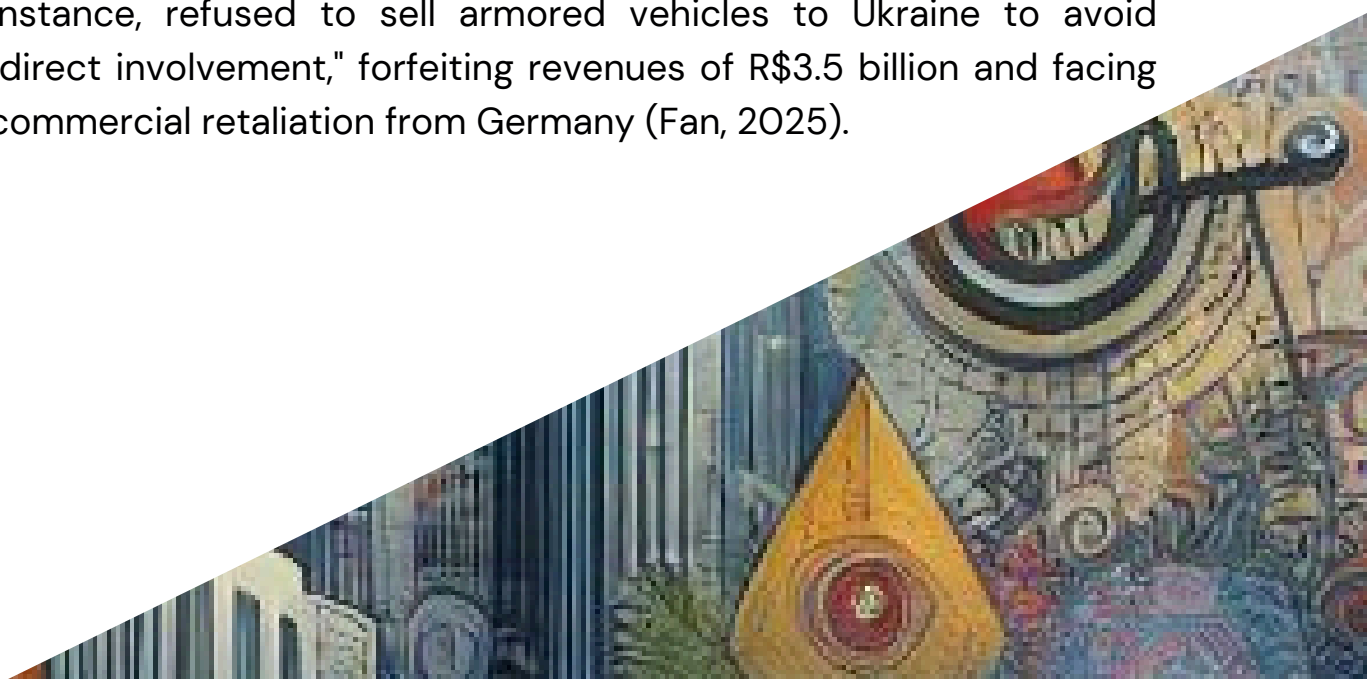 nstance, refused to sell armored vehicles to Ukraine to avoid
direct involvement," forfeiting revenues of R$3.5 billion and facing
commercial retaliation from Germany (Fan, 2025).